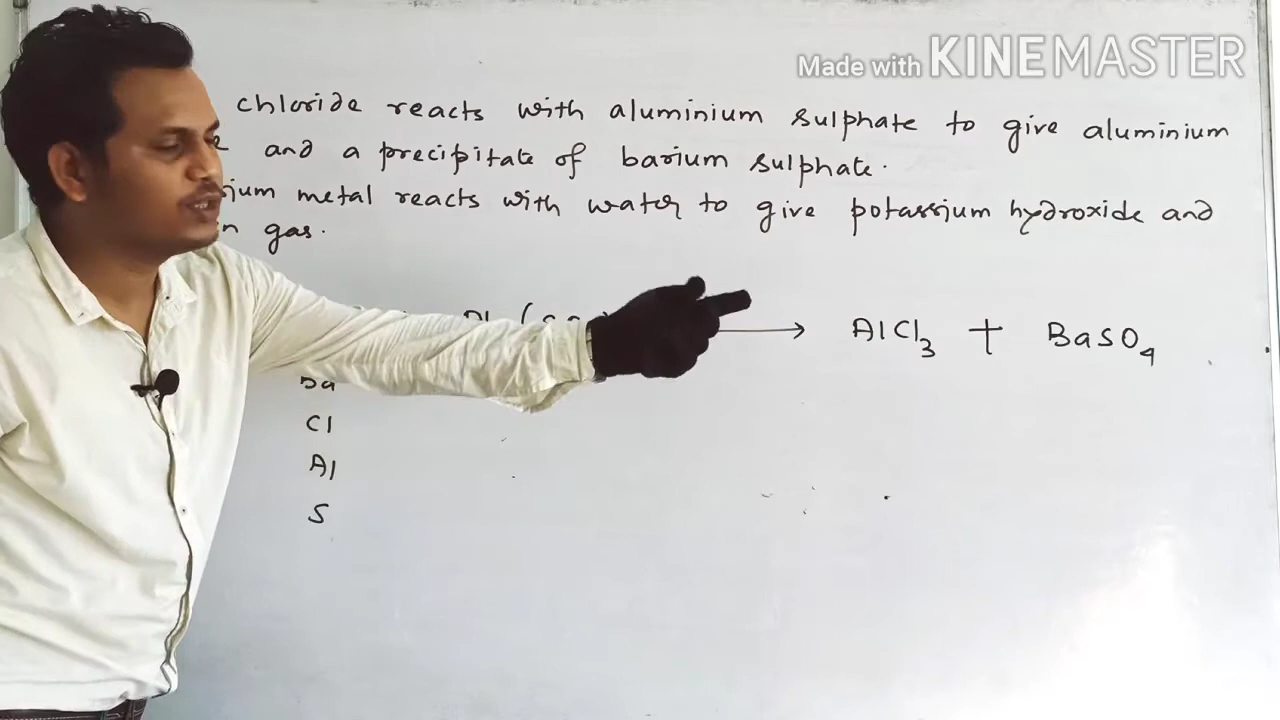 Made with KINEMASTER
chloride reacts with aluminium sulphate to give aluminium
and a precipitate of barium sulphate.
metal reacts with water to give potassium hydroxide and
gas.
→ AlCl₃ + BaSO₄
Cl
Al
S